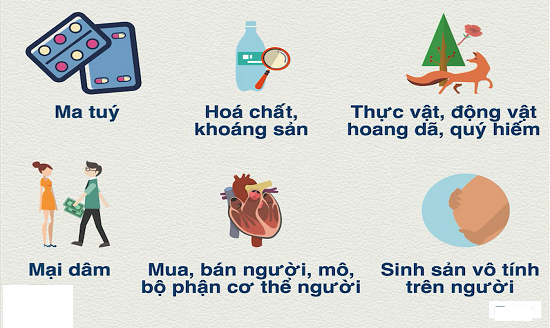 Ma tuý
Hoá chất,
khoáng sản
Thực vật, động vật
hoang dã, quý hiếm
Mại dâm
Mua, bán người, mô,
bộ phận cơ thể người
Sinh sản vô tính
trên người